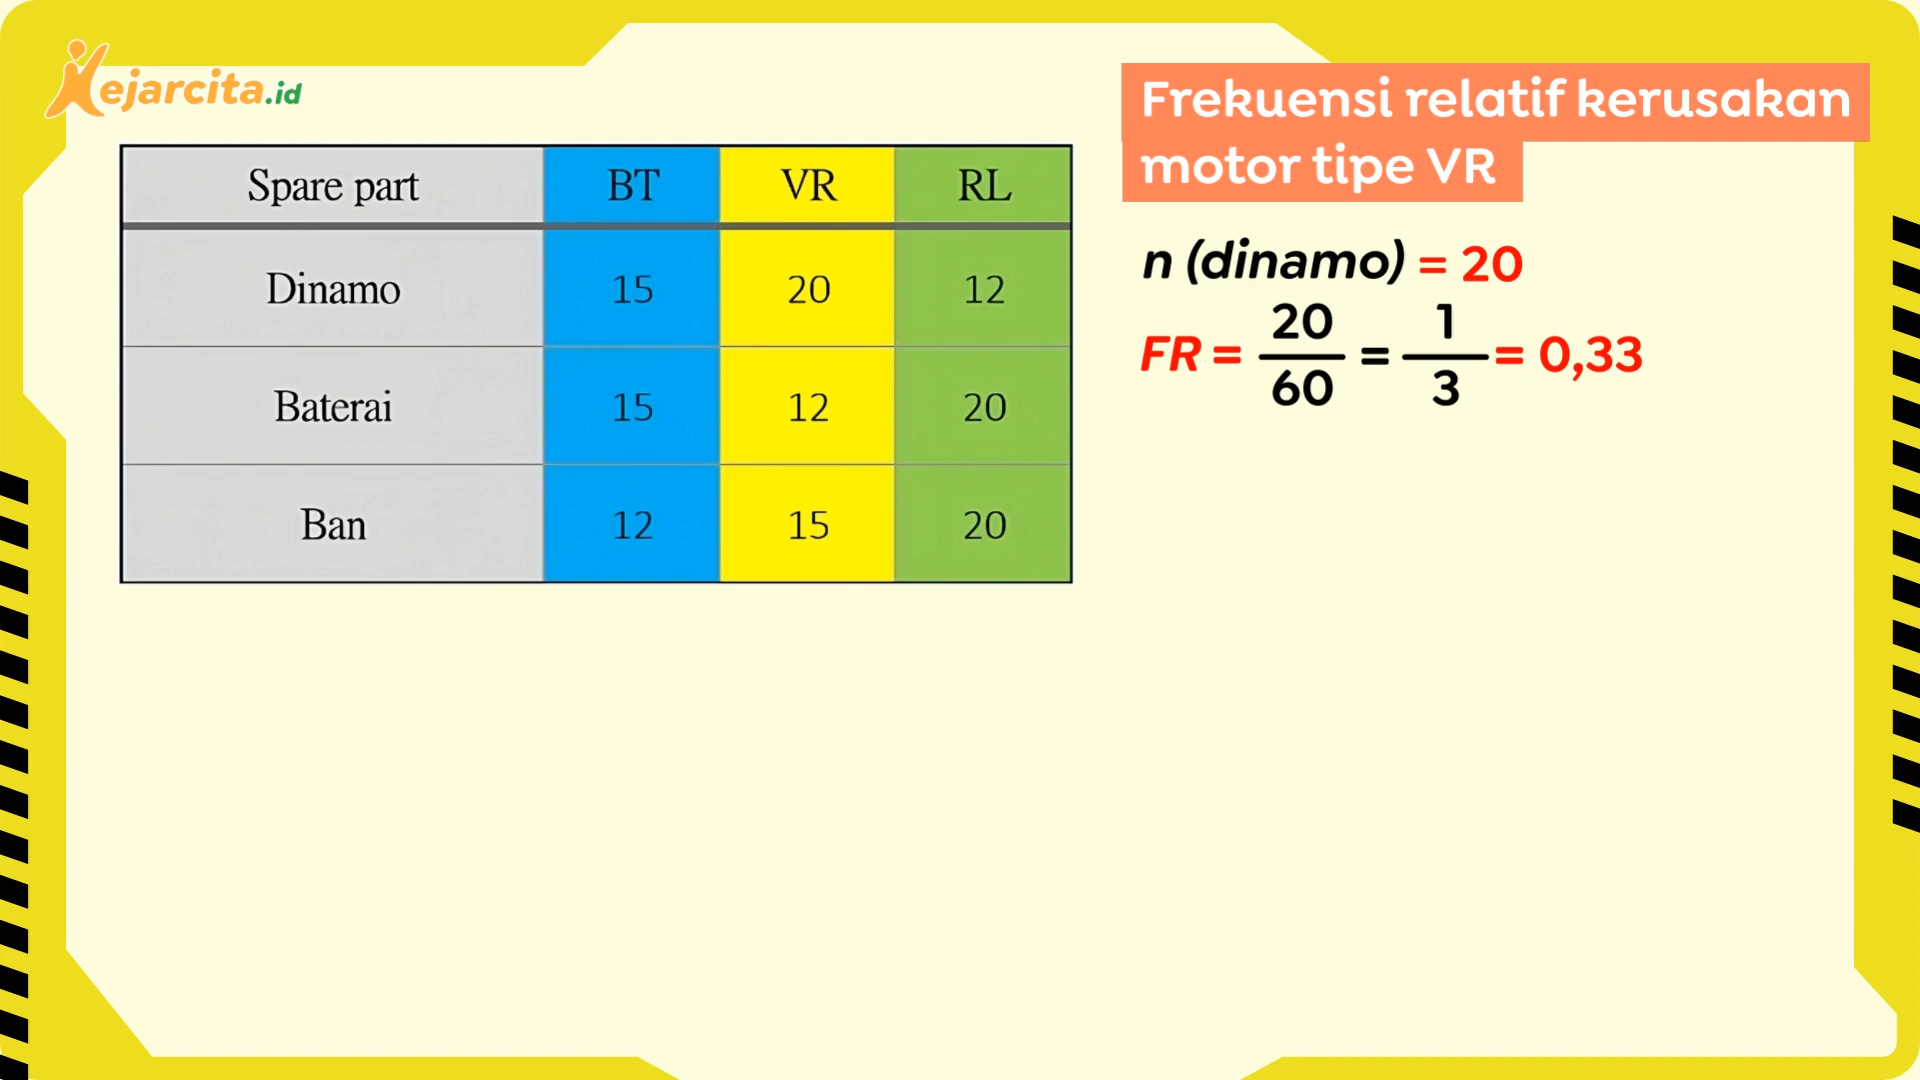 Kejarcita.id
Spare part BT VR RL
Dinamo 15 20 12
Baterai 15 12 20
Ban 12 15 20
Frekuensi relatif kerusakan
motor tipe VR
n (dinamo) = 20
FR = 20/60 = 1/3 = 0,33